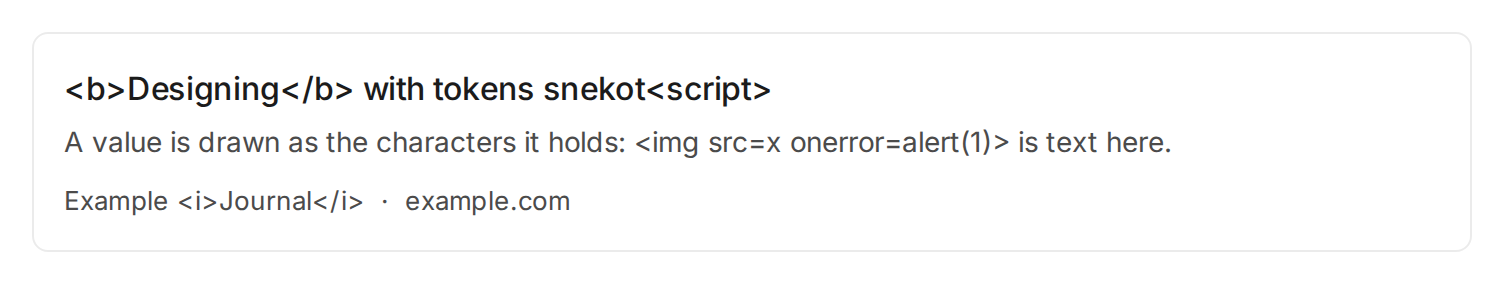 <b>Designing</b> with tokens snekot<script>
A value is drawn as the characters it holds: <img src=x onerror=alert(1)> is text here.
Example <i>Journal</i> · example.com